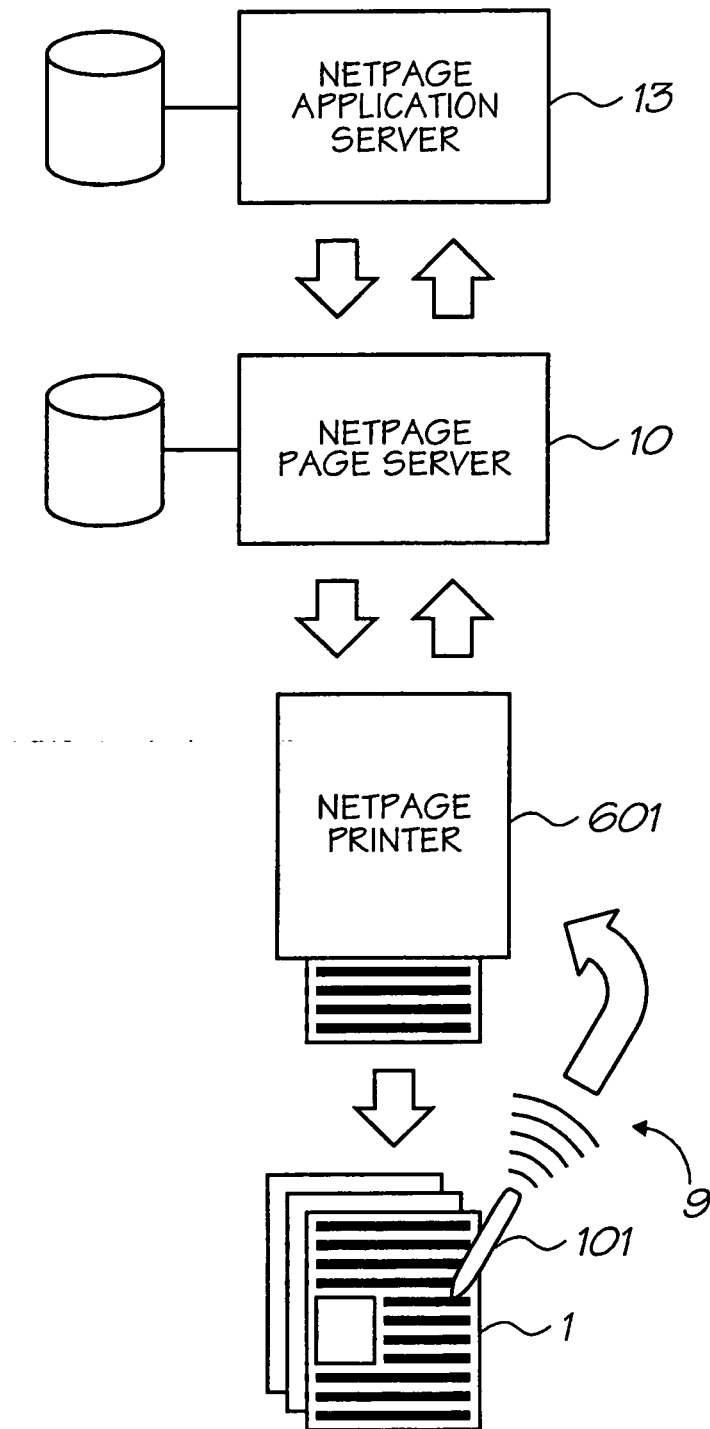 NETPAGE
APPLICATION
SERVER
13
NETPAGE
PAGE SERVER
10
NETPAGE
PRINTER
601
9
101
1